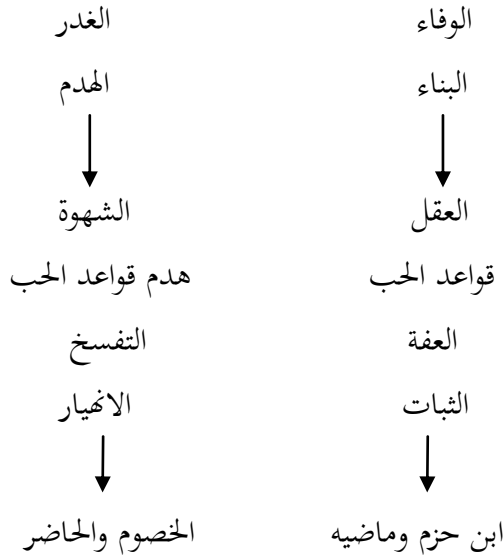 الوفاء الغدر
البناء الهدم
العقل الشهوة
قواعد الحب هدم قواعد الحب
العفة التفسخ
الثبات الانهيار
ابن حزم وماضيه الخصوم والحاضر